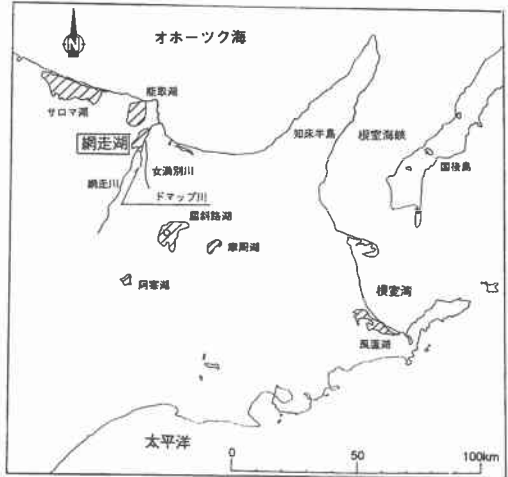 N
オホーツク海
能取湖
サロマ湖
網走湖
知床半島
根室海峡
国後島
女満別川
網走川
ドマップ川
屈斜路湖
摩周湖
阿寒湖
根室湾
風蓮湖
太平洋
0
50
100km